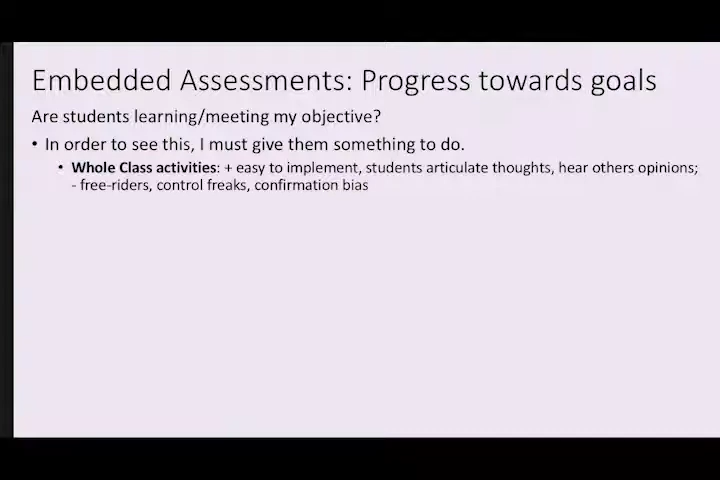 Embedded Assessments: Progress towards goals
Are students learning/meeting my objective?
• In order to see this, I must give them something to do.
• Whole Class activities: + easy to implement, students articulate thoughts, hear others opinions;
- free-riders, control freaks, confirmation bias